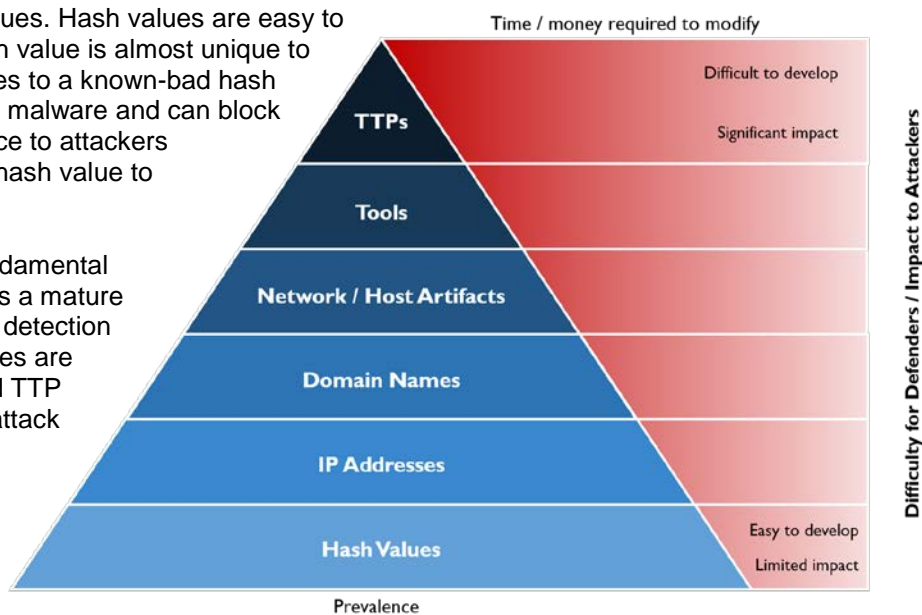 ues. Hash values are easy to
n value is almost unique to
es to a known-bad hash
malware and can block
ce to attackers
hash value to
damental
s a mature
detection
es are
TTP
attack
Time / money required to modify
Difficult to develop
Significant impact
TTPs
Tools
Network / Host Artifacts
Domain Names
IP Addresses
Hash Values
Easy to develop
Limited impact
Prevalence
Difficulty for Defenders / Impact to Attackers